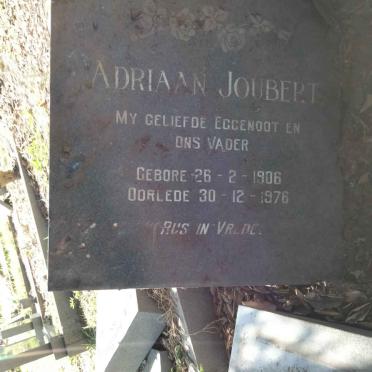 ADRIAAN JOUBERT
MY GELIEFDE EGGENOOT EN
ONS VADER
GEBORE 26 - 2 - 1906
OORLEDE 30 - 12 - 1976
RUS IN VREDE.